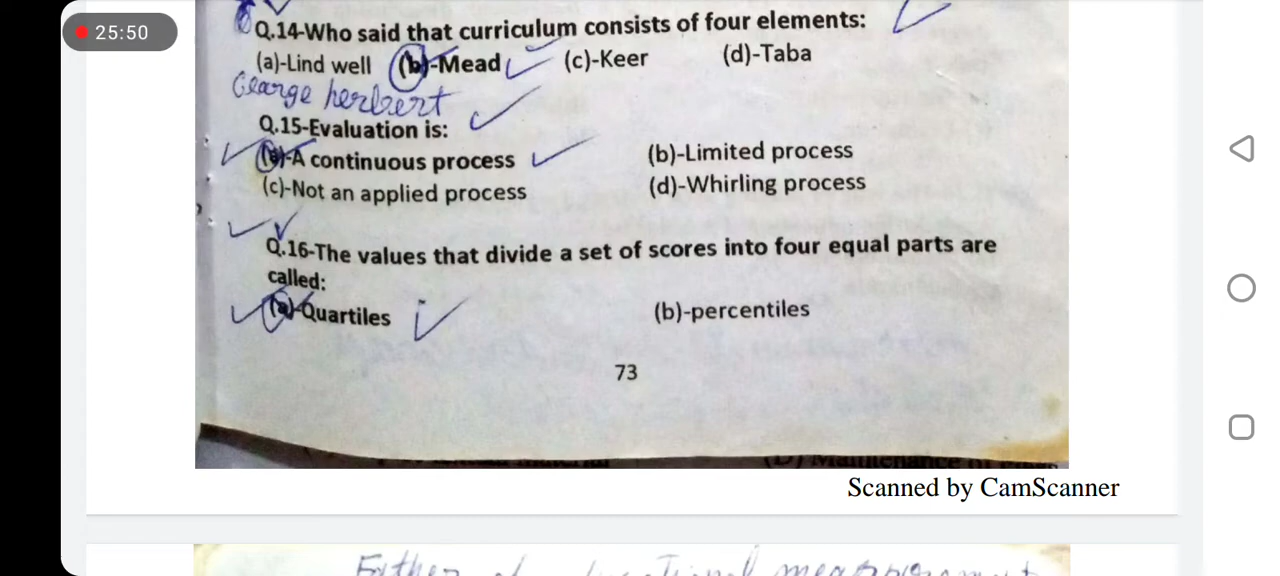 25:50
Q.14-Who said that curriculum consists of four elements:
(a)-Lind well (b)-Mead (c)-Keer (d)-Taba
George herbert
Q.15-Evaluation is:
(a)-A continuous process (b)-Limited process
(c)-Not an applied process (d)-Whirling process
Q.16-The values that divide a set of scores into four equal parts are
called:
(a)-Quartiles (b)-percentiles
73
Scanned by CamScanner
Father of